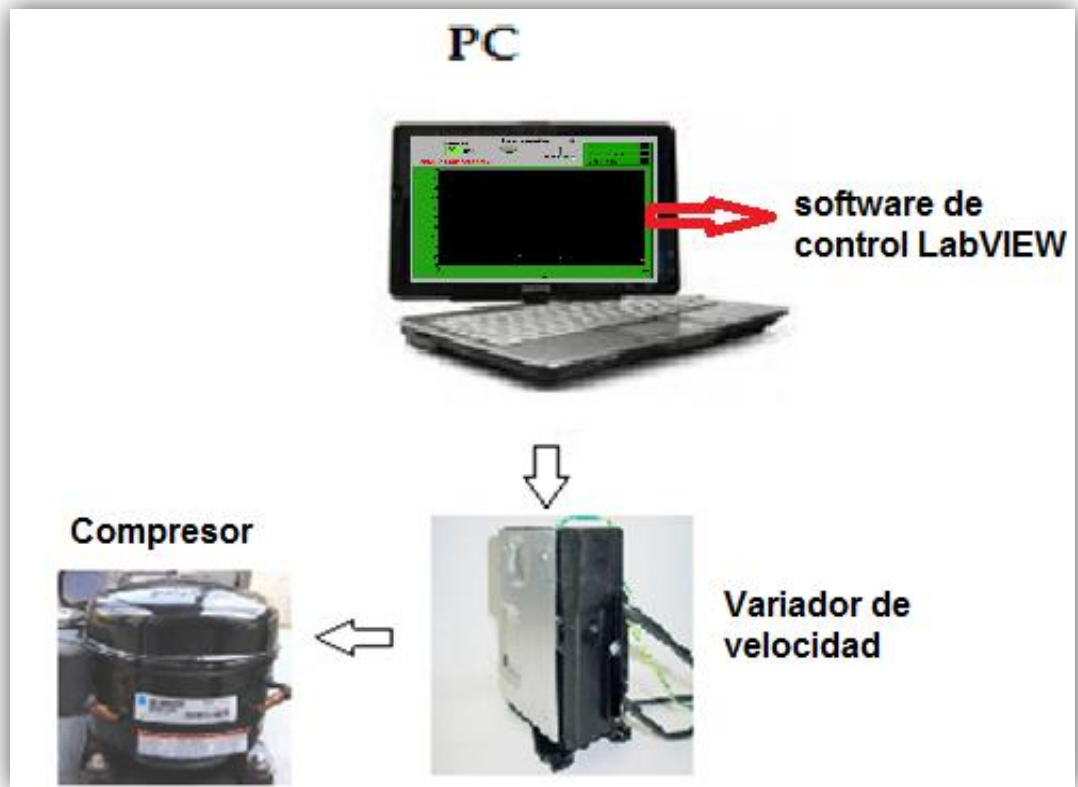 PC
software de
control LabVIEW
Compresor
Variador de
velocidad